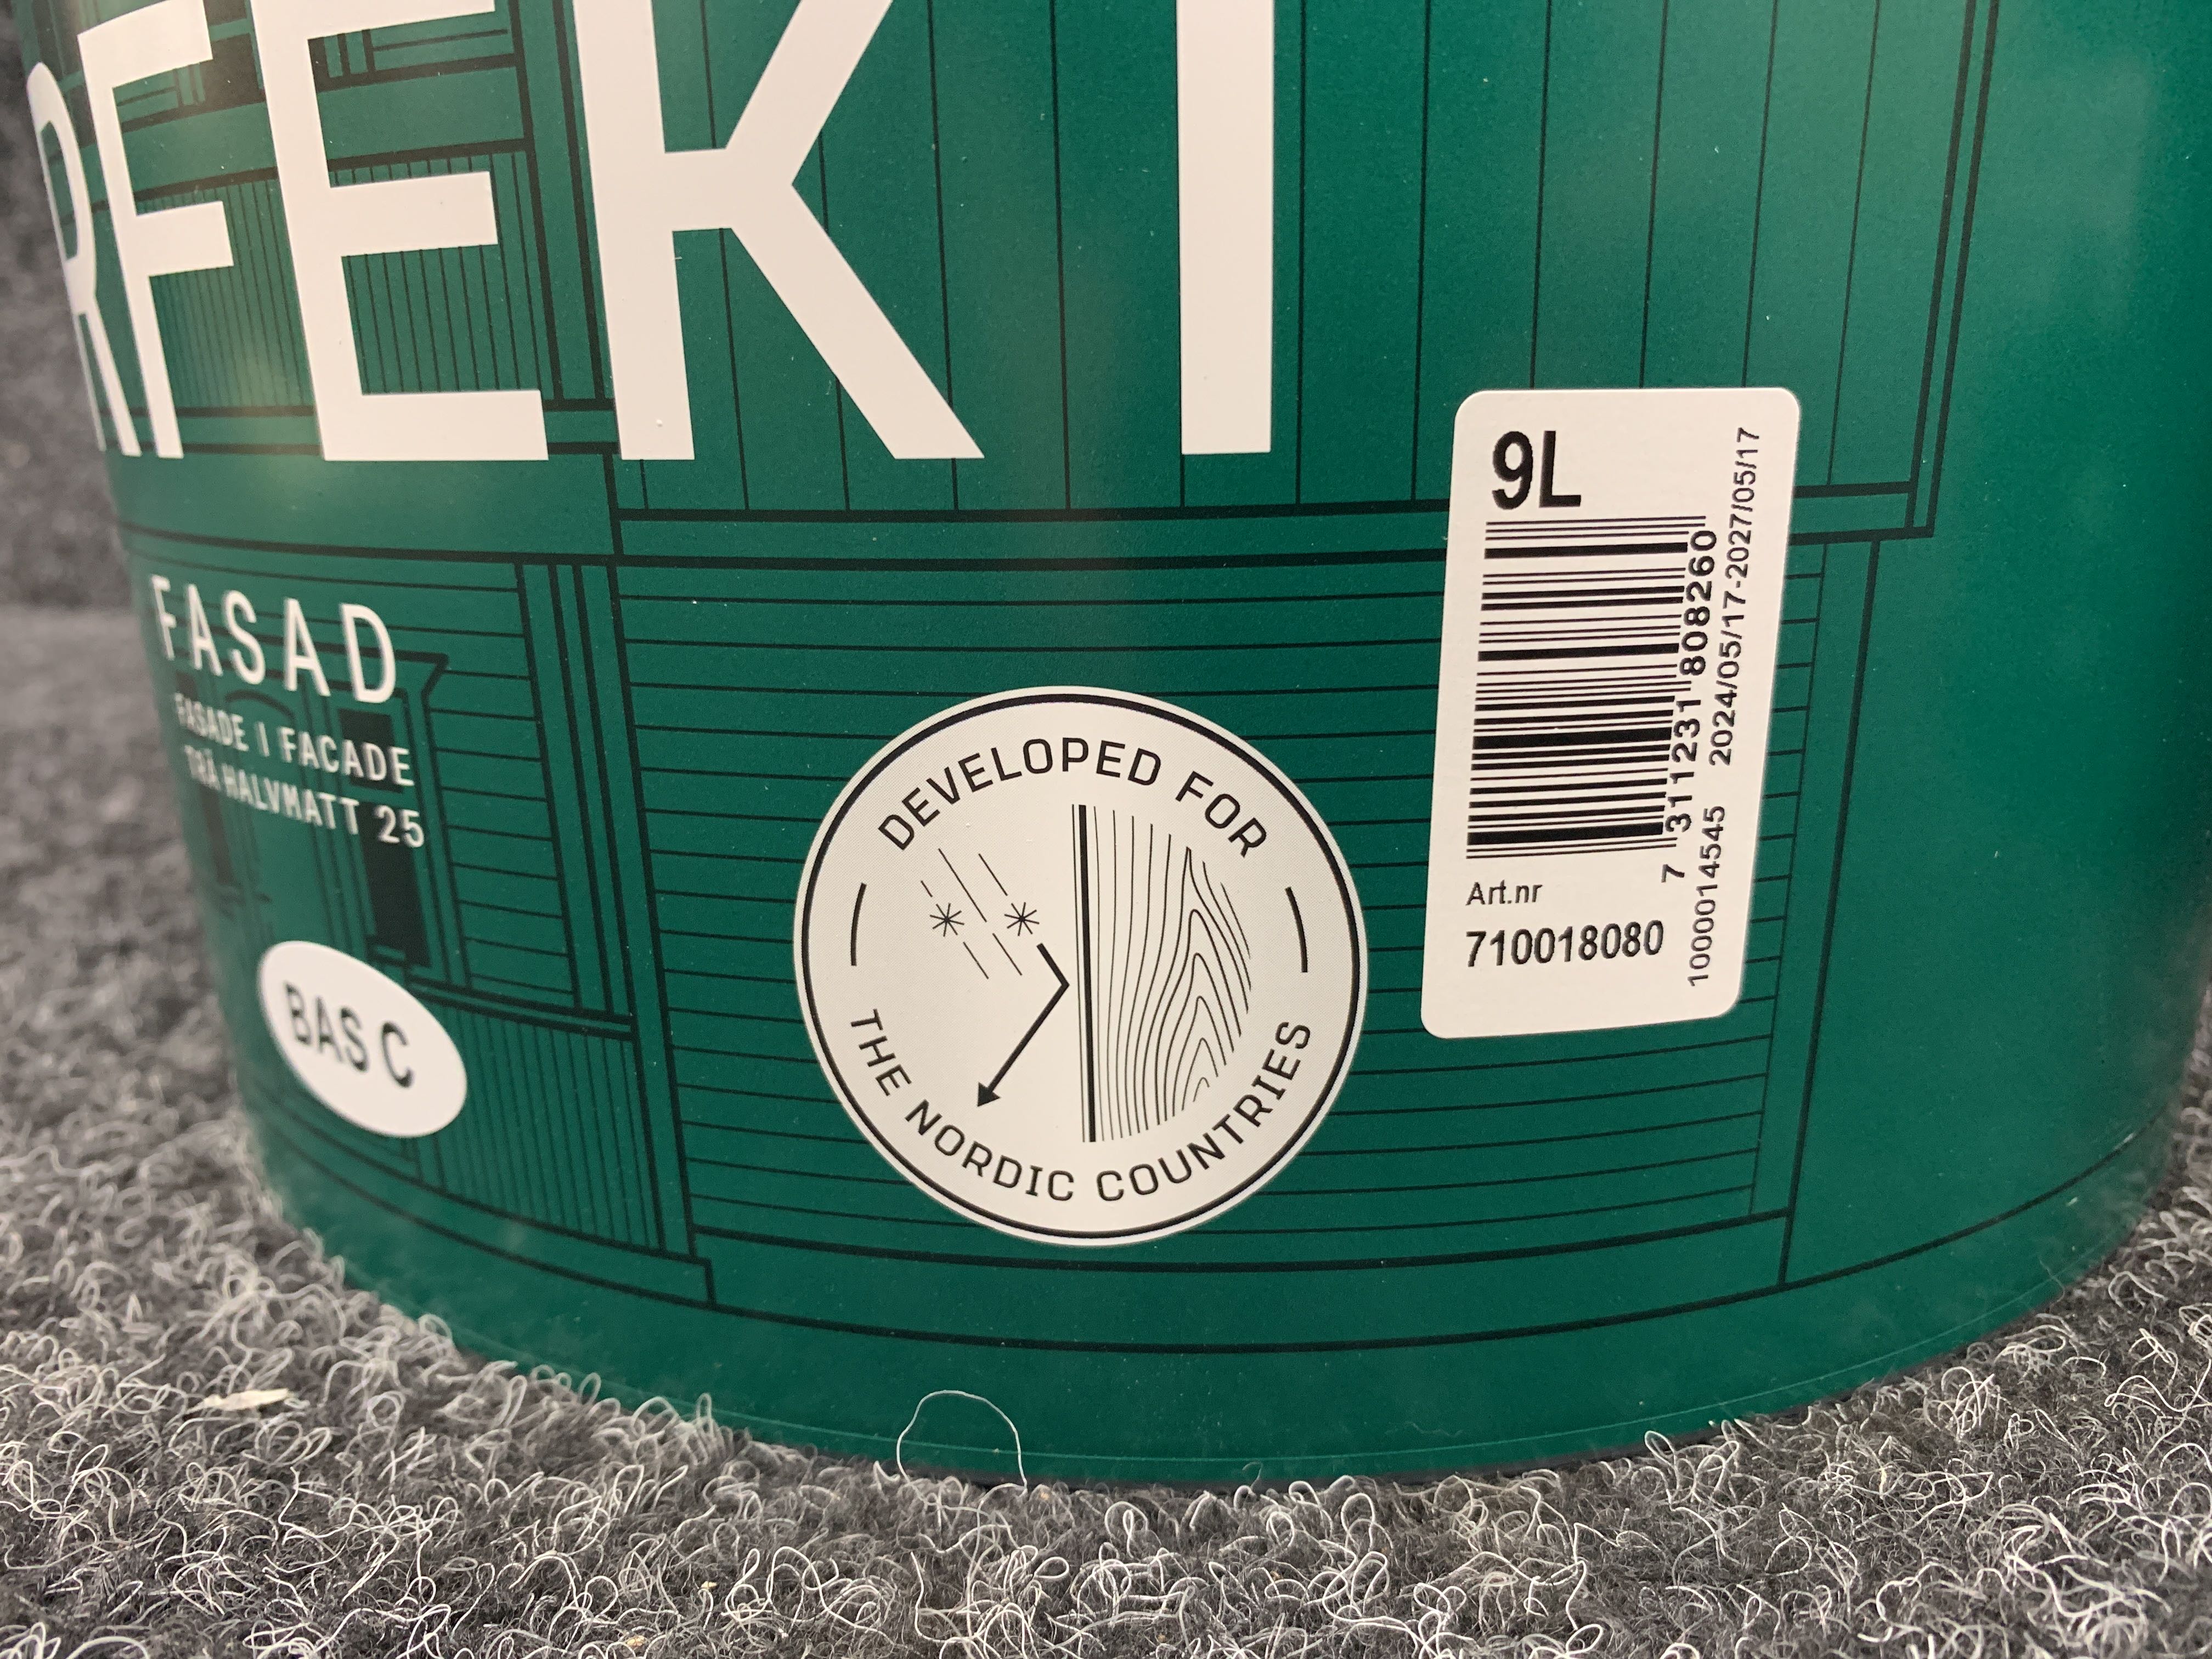 RFEKT
FASAD
FASADE I FACADE
TRÄ HALVMATT 25
BAS C
DEVELOPED FOR
THE NORDIC COUNTRIES
9L
7 311231 808260
1000014545 2024/05/17-2027/05/17
Art.nr
710018080